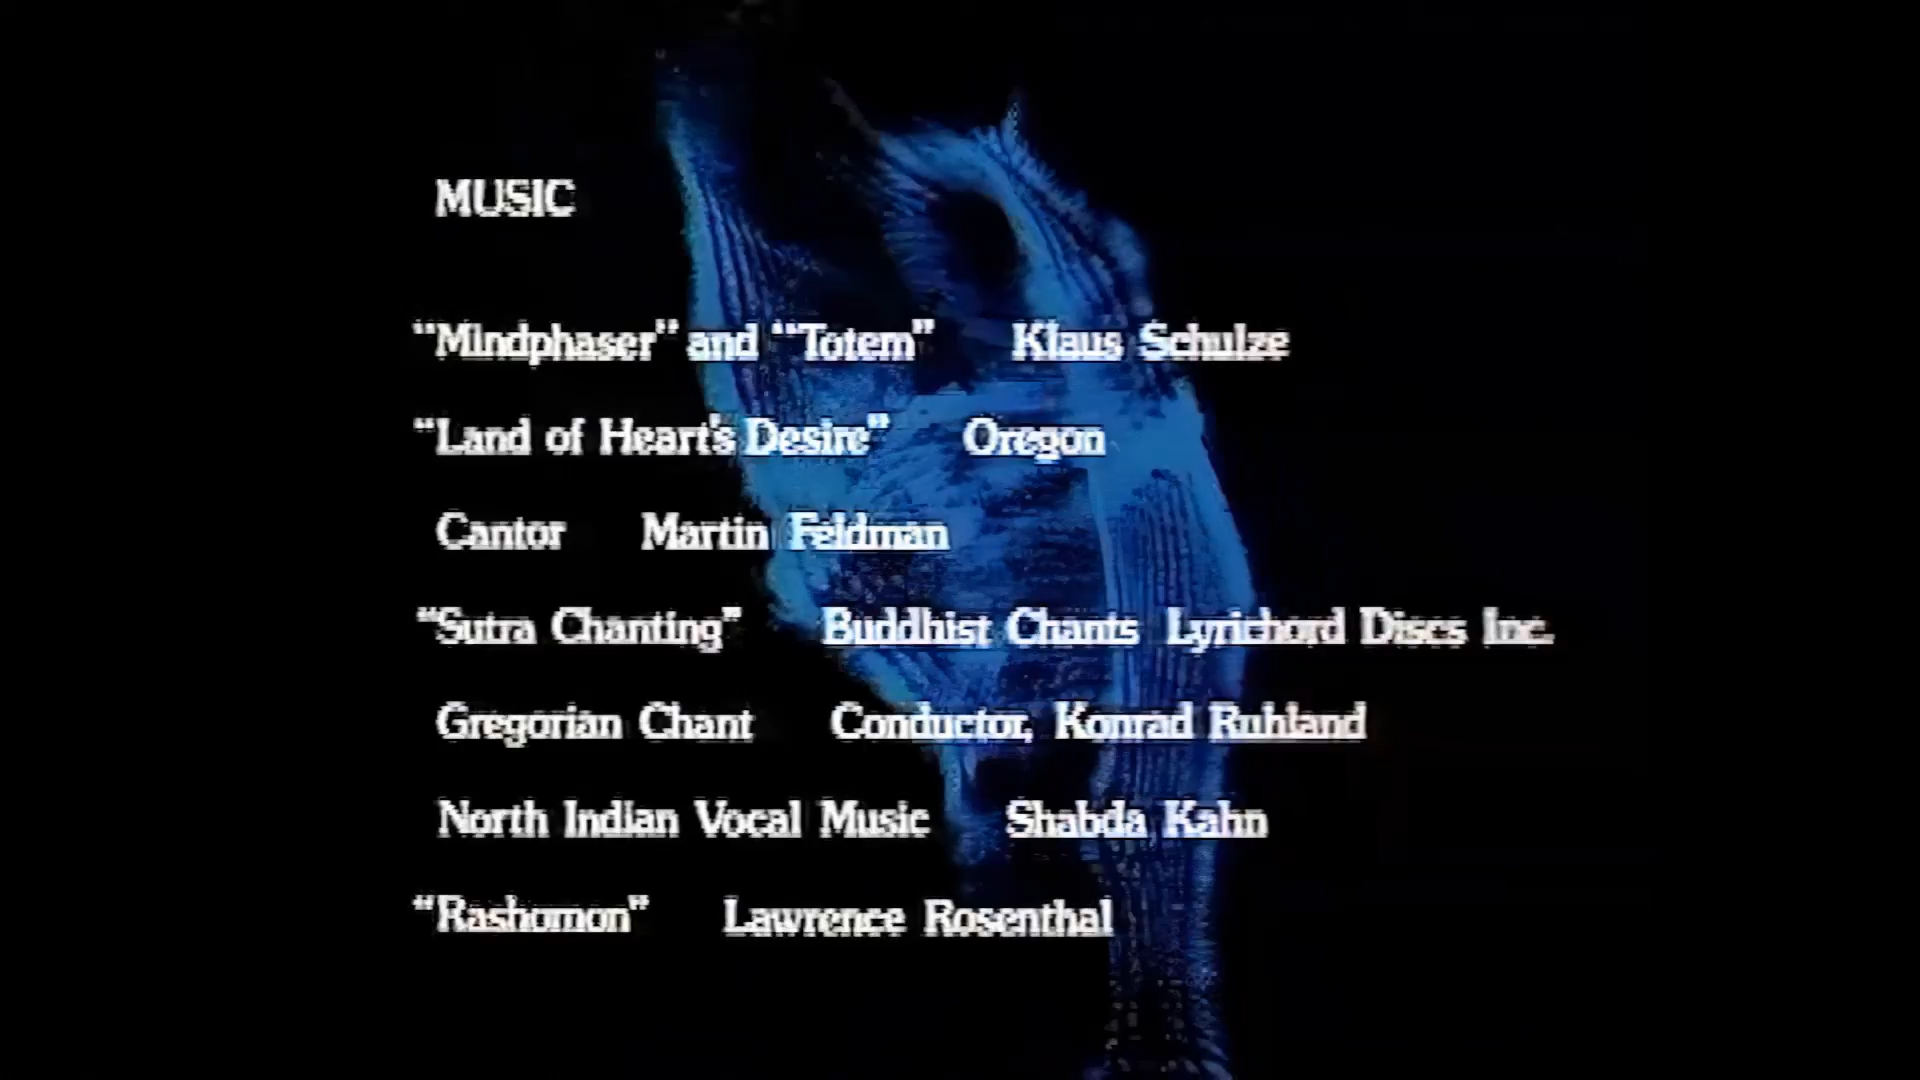 MUSIC
“Mindphaser” and “Totem” Klaus Schulze
“Land of Heart's Desire” Oregon
Cantor Martin Feldman
“Sutra Chanting” Buddhist Chants Lyrichord Discs Inc.
Gregorian Chant Conductor, Konrad Ruhland
North Indian Vocal Music Shabda Kahn
“Rashomon” Lawrence Rosenthal